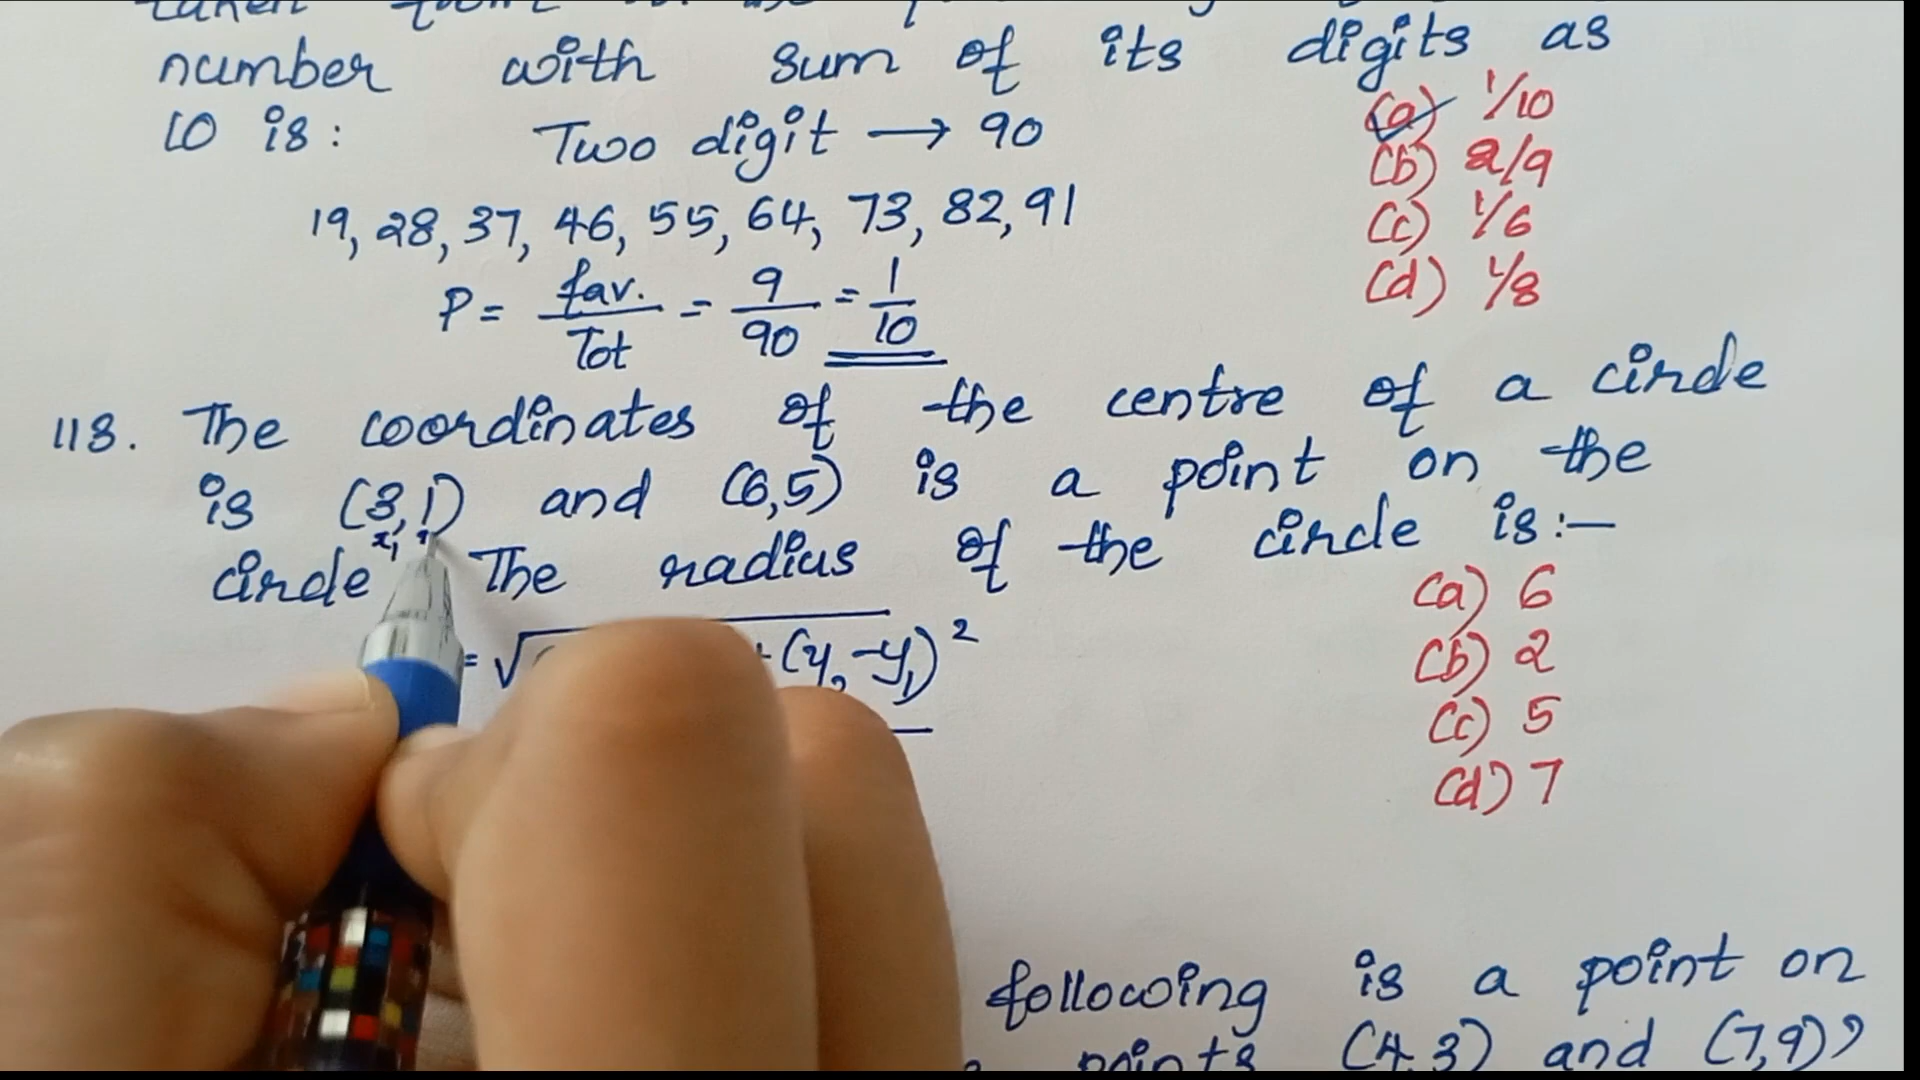 number with sum of its digits as
10 is: Two digit → 90
(a) 1/10
(b) 2/9
(c) 1/6
(d) 1/8
19, 28, 37, 46, 55, 64, 73, 82, 91
P = fav./Tot = 9/90 = 1/10
118. The coordinates of the centre of a circle
is (3,1) and (6,5) is a point on the
x₁
circle The radius of the circle is:—
= √( + (y₂-y₁)²
(a) 6
(b) 2
(c) 5
(d) 7
following is a point on
points (4,3) and (7,9)?